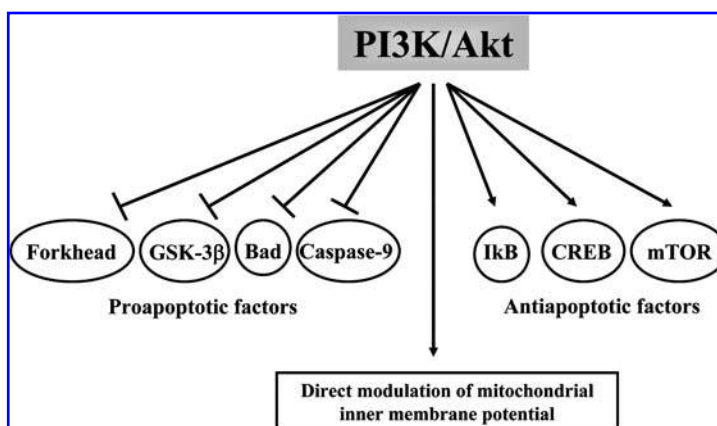 PI3K/Akt
Forkhead
GSK-3β
Bad
Caspase-9
IkB
CREB
mTOR
Proapoptotic factors
Antiapoptotic factors
Direct modulation of mitochondrial
inner membrane potential